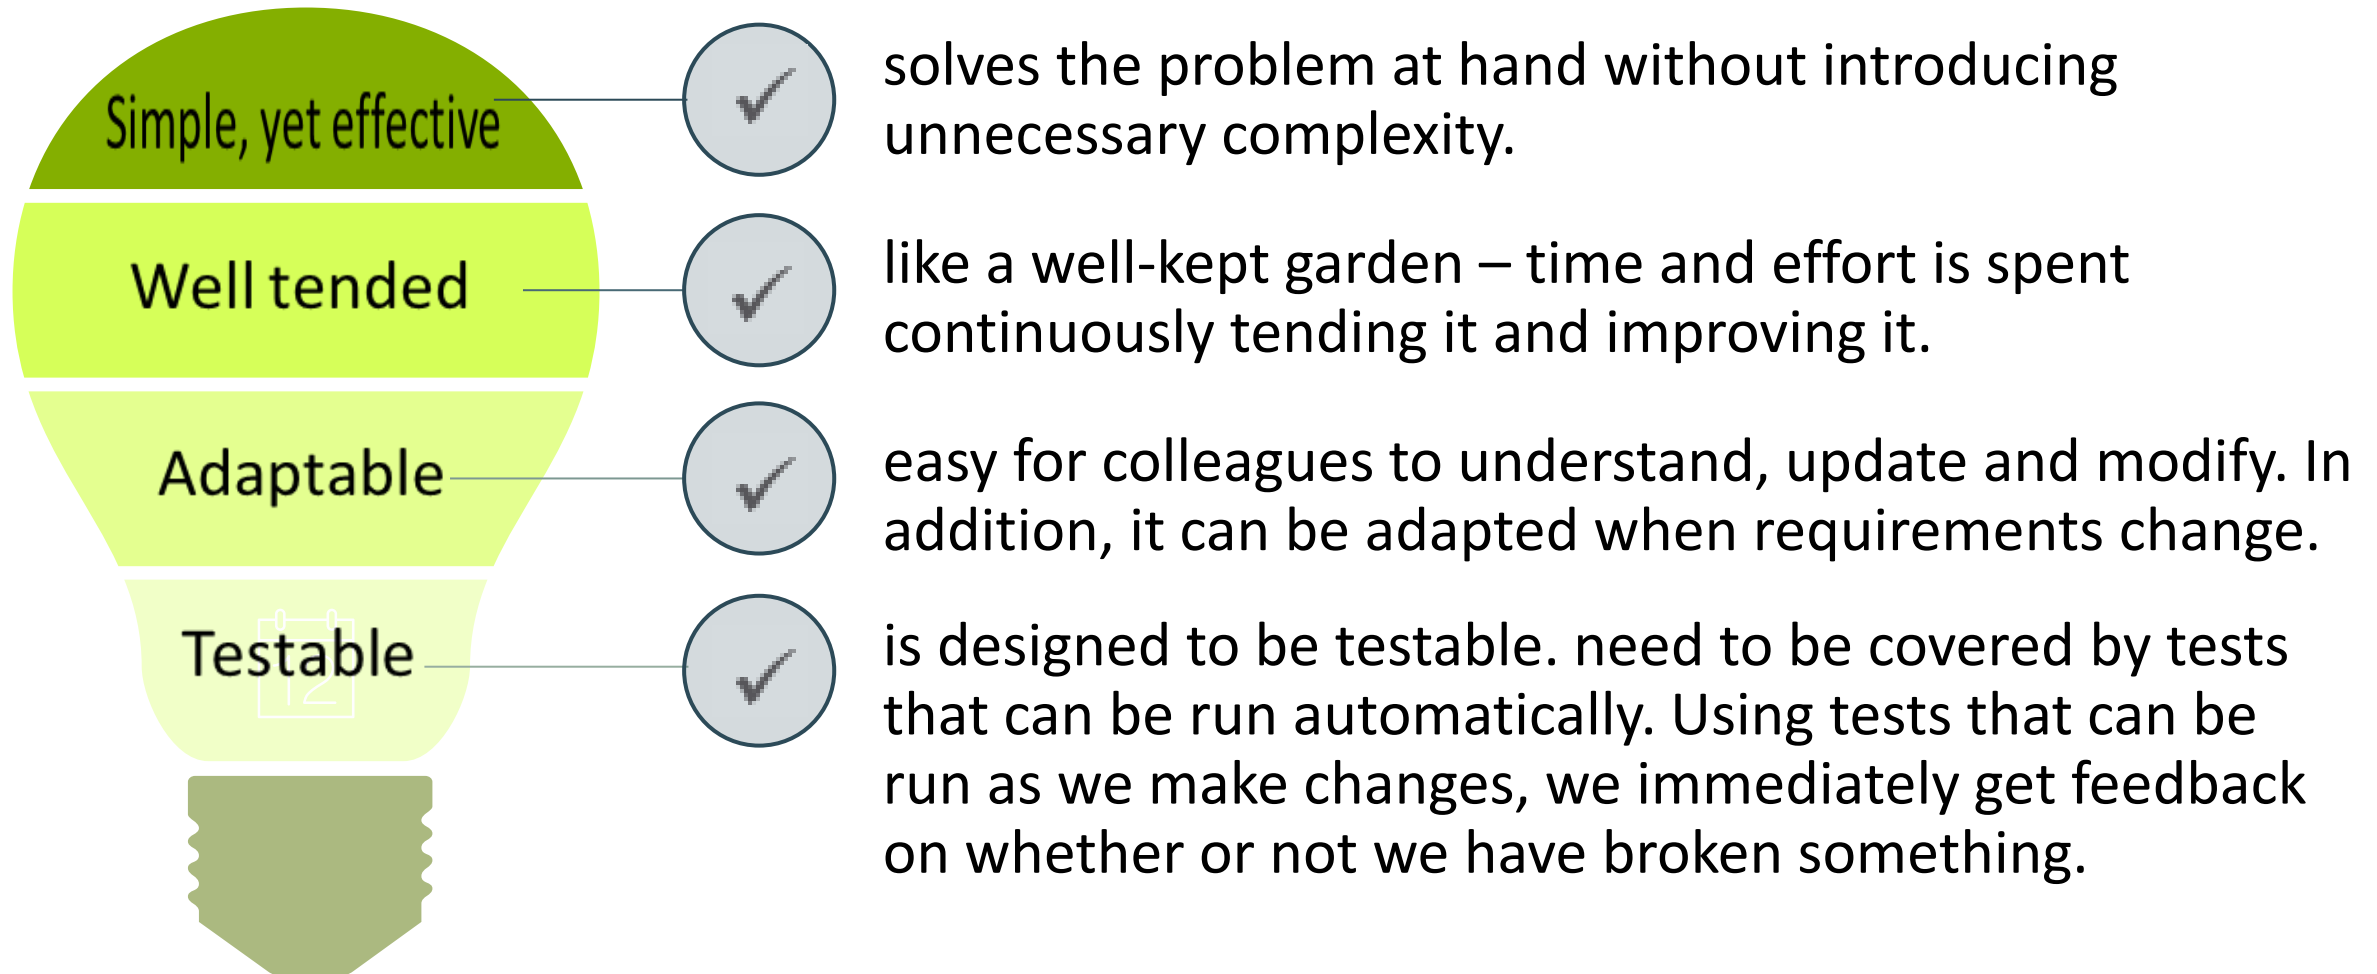 Simple, yet effective
solves the problem at hand without introducing
unnecessary complexity.
Well tended
like a well-kept garden – time and effort is spent
continuously tending it and improving it.
Adaptable
easy for colleagues to understand, update and modify. In
addition, it can be adapted when requirements change.
Testable
12
is designed to be testable. need to be covered by tests
that can be run automatically. Using tests that can be
run as we make changes, we immediately get feedback
on whether or not we have broken something.